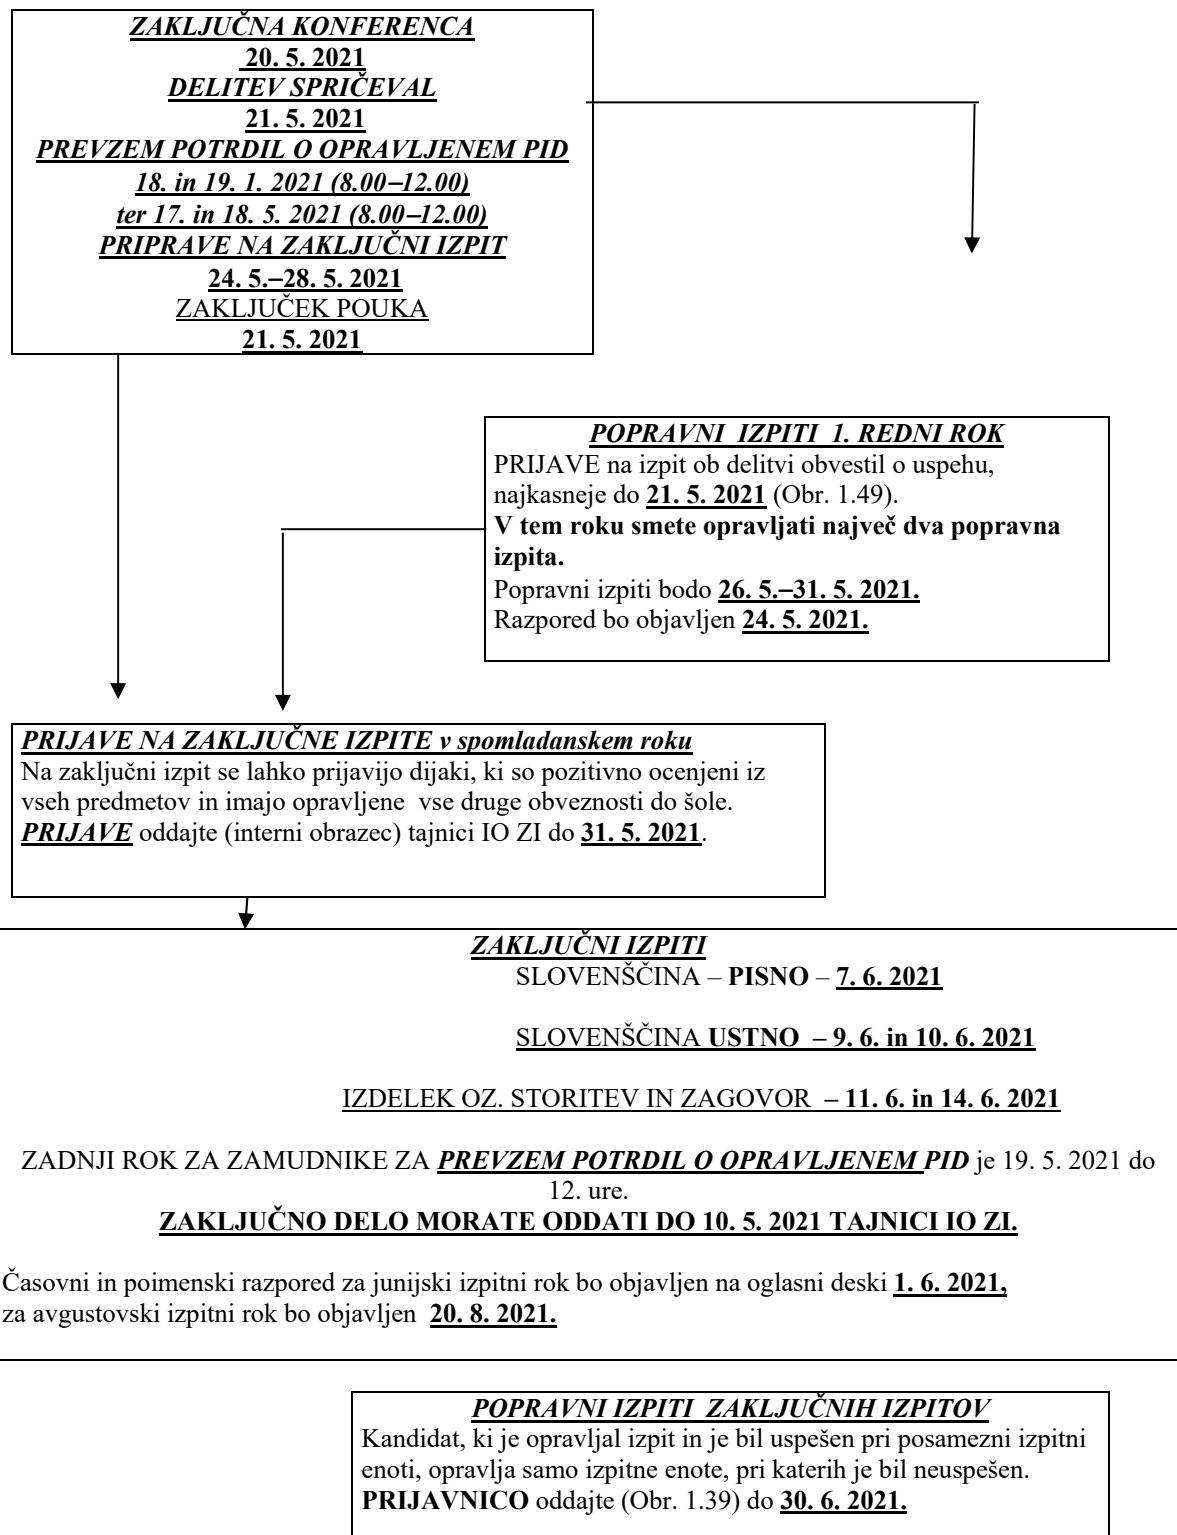 ZAKLJUČNA KONFERENCA
20. 5. 2021
DELITEV SPRIČEVAL
21. 5. 2021
PREVZEM POTRDIL O OPRAVLJENEM PID
18. in 19. 1. 2021 (8.00–12.00)
ter 17. in 18. 5. 2021 (8.00–12.00)
PRIPRAVE NA ZAKLJUČNI IZPIT
24. 5.–28. 5. 2021
ZAKLJUČEK POUKA
21. 5. 2021
POPRAVNI IZPITI 1. REDNI ROK
PRIJAVE na izpit ob delitvi obvestil o uspehu,
najkasneje do 21. 5. 2021 (Obr. 1.49).
V tem roku smete opravljati največ dva popravna
izpita.
Popravni izpiti bodo 26. 5.–31. 5. 2021.
Razpored bo objavljen 24. 5. 2021.
PRIJAVE NA ZAKLJUČNE IZPITE v spomladanskem roku
Na zaključni izpit se lahko prijavijo dijaki, ki so pozitivno ocenjeni iz
vseh predmetov in imajo opravljene vse druge obveznosti do šole.
PRIJAVE oddajte (interni obrazec) tajnici IO ZI do 31. 5. 2021.
ZAKLJUČNI IZPITI
SLOVENŠČINA – PISNO – 7. 6. 2021
SLOVENŠČINA USTNO – 9. 6. in 10. 6. 2021
IZDELEK OZ. STORITEV IN ZAGOVOR – 11. 6. in 14. 6. 2021
ZADNJI ROK ZA ZAMUDNIKE ZA PREVZEM POTRDIL O OPRAVLJENEM PID je 19. 5. 2021 do
12. ure.
ZAKLJUČNO DELO MORATE ODDATI DO 10. 5. 2021 TAJNICI IO ZI.
Časovni in poimenski razpored za junijski izpitni rok bo objavljen na oglasni deski 1. 6. 2021,
za avgustovski izpitni rok bo objavljen 20. 8. 2021.
POPRAVNI IZPITI ZAKLJUČNIH IZPITOV
Kandidat, ki je opravljal izpit in je bil uspešen pri posamezni izpitni
enoti, opravlja samo izpitne enote, pri katerih je bil neuspešen.
PRIJAVNICO oddajte (Obr. 1.39) do 30. 6. 2021.